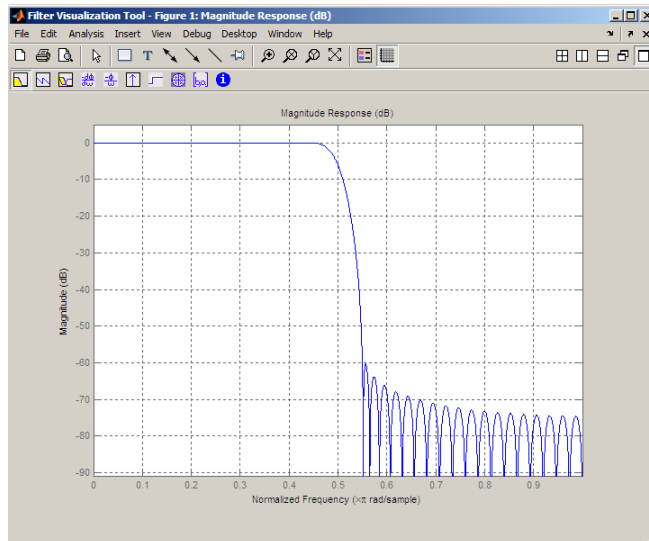 Filter Visualization Tool - Figure 1: Magnitude Response (dB)
File Edit Analysis Insert View Debug Desktop Window Help
T
Magnitude Response (dB)
0
-10
-20
-30
-40
-50
-60
-70
-80
-90
Magnitude (dB)
0 0.1 0.2 0.3 0.4 0.5 0.6 0.7 0.8 0.9
Normalized Frequency (×π rad/sample)